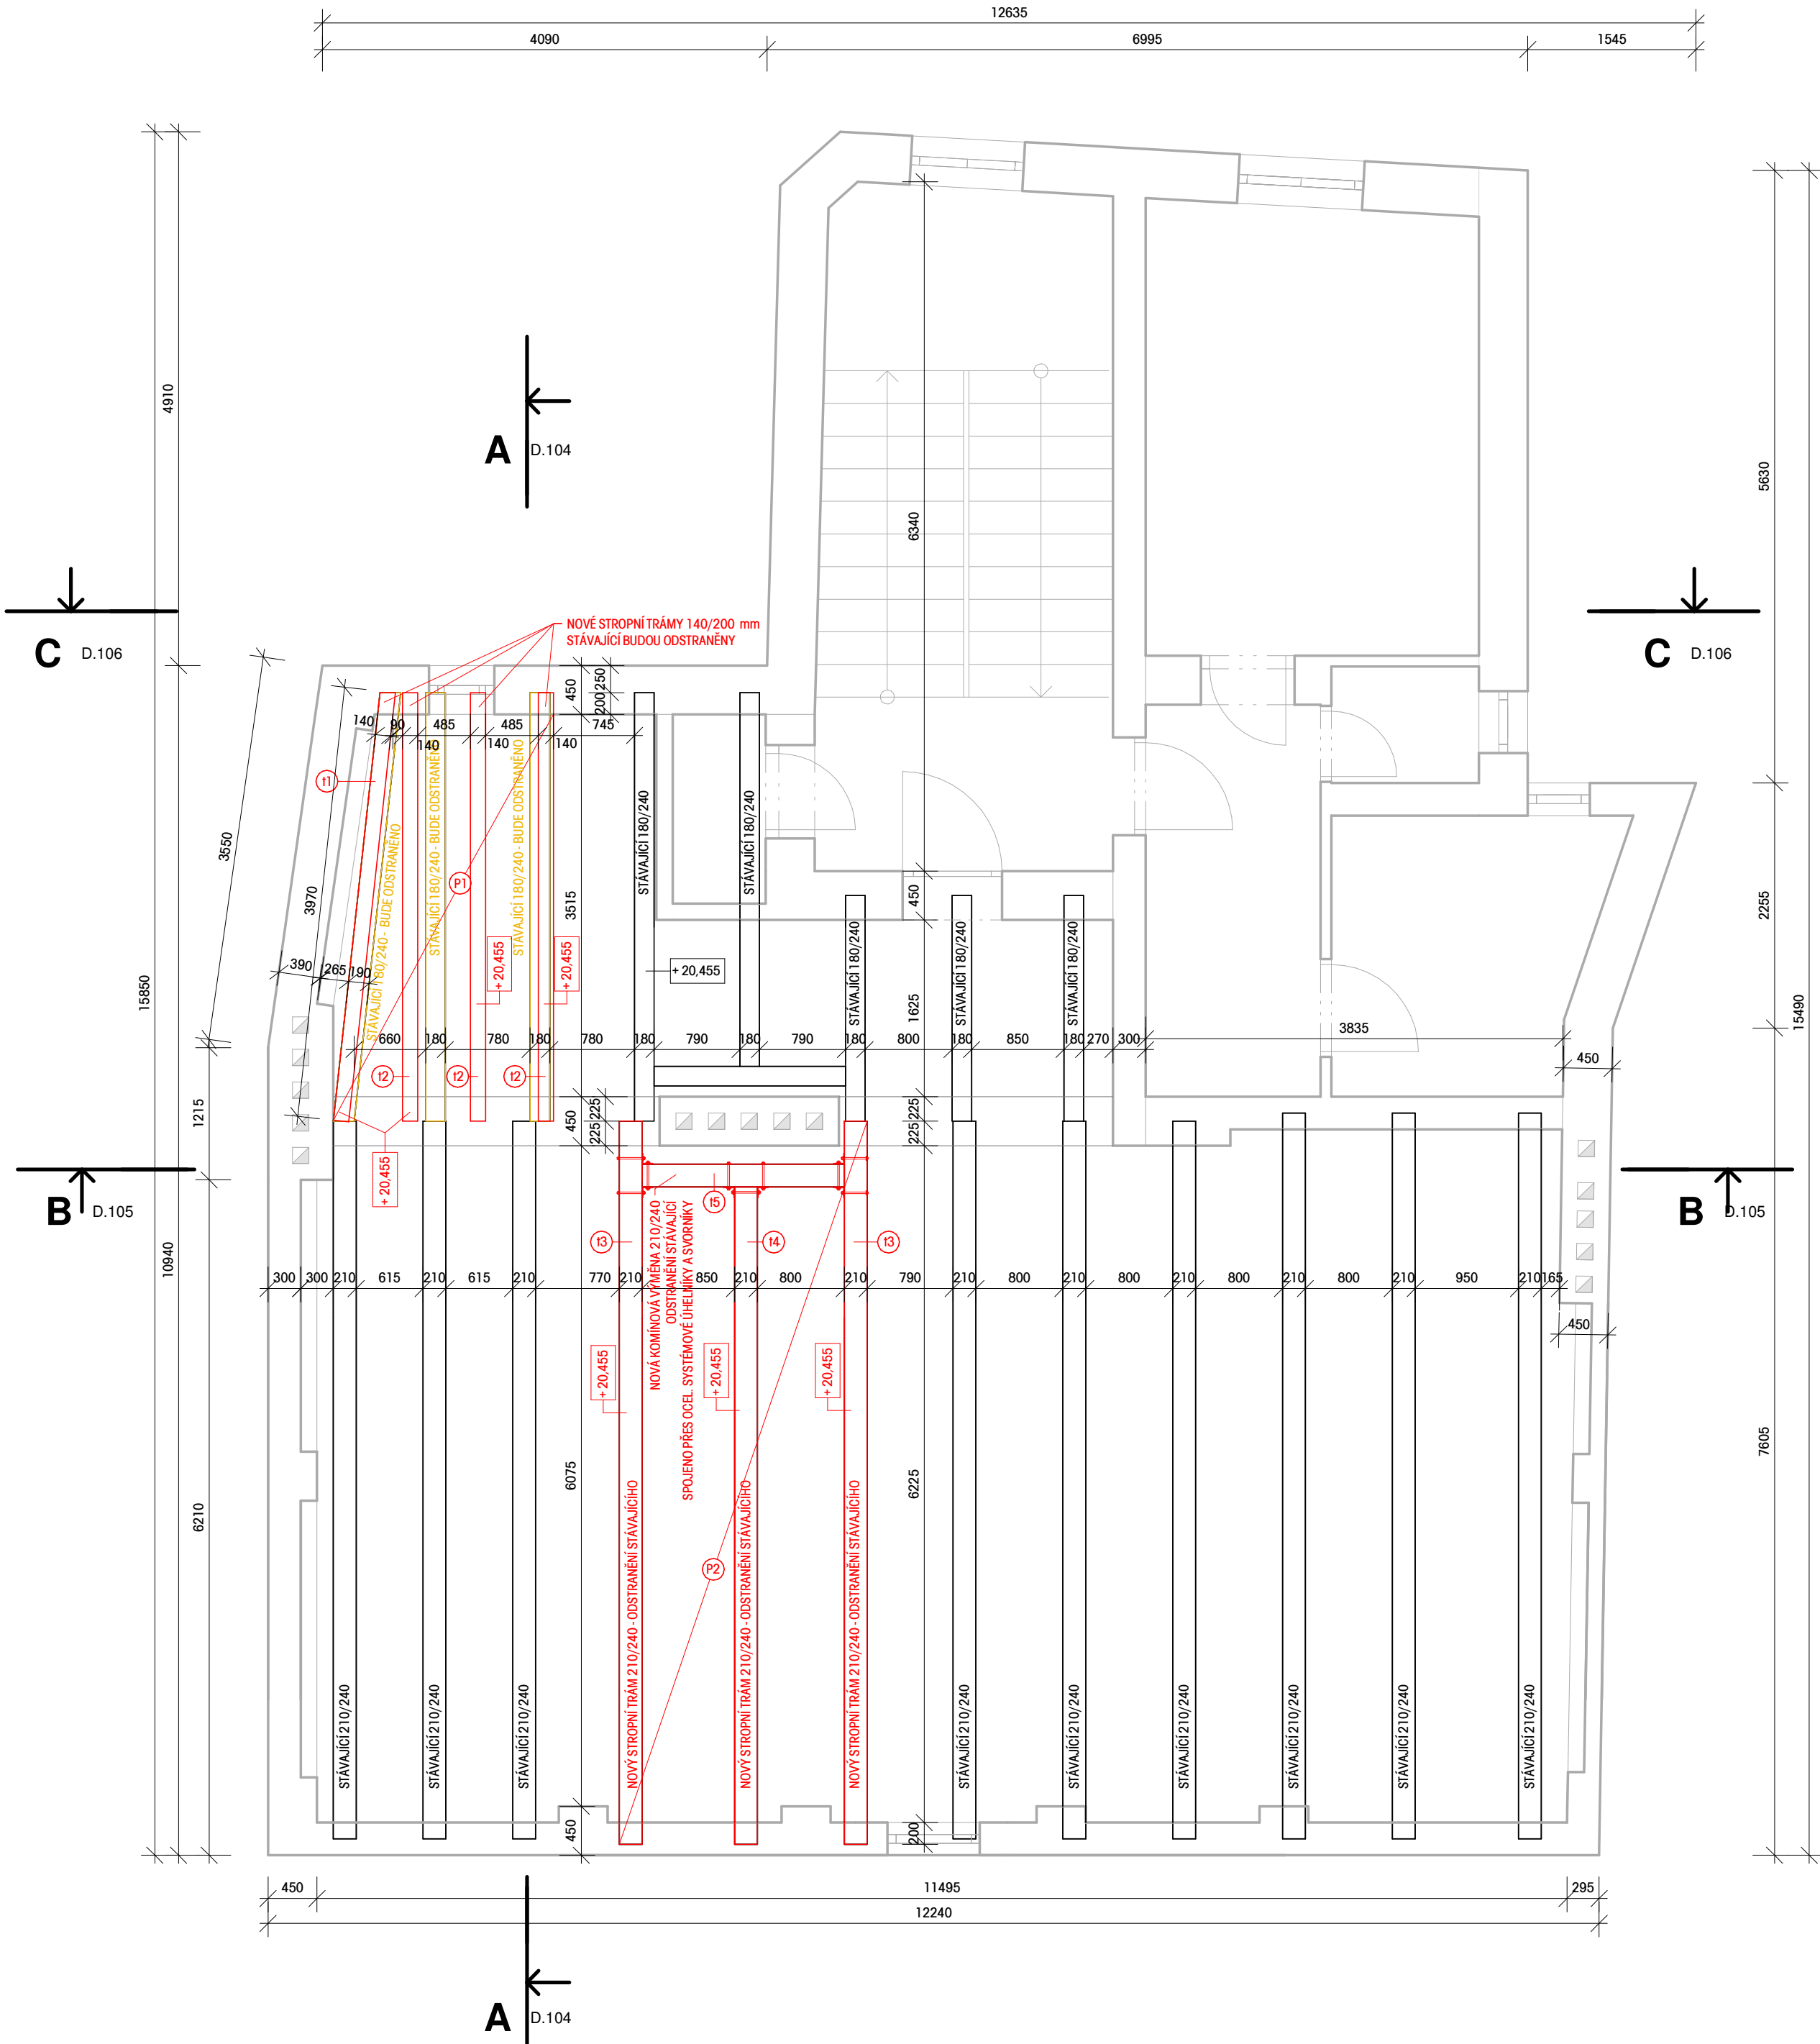 12635
4090
6995
1545
4910
15850
10940
1215
6210
3550
3970
5630
2255
7605
15490
A
D.104
C
D.106
C
D.106
6340
NOVÉ STROPNÍ TRÁMY 140/200 mm
STÁVAJÍCÍ BUDOU ODSTRANĚNY
450
250
200
140
90
485
485
745
140
140
140
t1
STÁVAJÍCÍ 180/240 - BUDE ODSTRANĚNO
STÁVAJÍCÍ 180/240 - BUDE ODSTRANĚNO
STÁVAJÍCÍ 180/240 - BUDE ODSTRANĚNO
STÁVAJÍCÍ 180/240
STÁVAJÍCÍ 180/240
P1
3515
450
+ 20,455
+ 20,455
+ 20,455
390
265
190
STÁVAJÍCÍ 180/240
STÁVAJÍCÍ 180/240
STÁVAJÍCÍ 180/240
1625
660
180
780
180
780
180
790
180
790
180
800
180
850
180
270
300
3835
450
t2
t2
t2
450
225
225
225
225
+ 20,455
B
D.105
B
D.105
t5
t3
t4
t3
NOVÁ KOMÍNOVÁ VÝMĚNA 210/240
ODSTRANĚNÍ STÁVAJÍCÍ
SPOJENO PŘES OCEL. SYSTÉMOVÉ ÚHELNÍKY A SVORNÍKY
300
300
210
615
210
615
210
770
210
850
210
800
210
790
210
800
210
800
210
800
210
800
210
950
210
165
450
+ 20,455
+ 20,455
+ 20,455
6075
6225
P2
NOVÝ STROPNÍ TRÁM 210/240 - ODSTRANĚNÍ STÁVAJÍCÍHO
NOVÝ STROPNÍ TRÁM 210/240 - ODSTRANĚNÍ STÁVAJÍCÍHO
NOVÝ STROPNÍ TRÁM 210/240 - ODSTRANĚNÍ STÁVAJÍCÍHO
STÁVAJÍCÍ 210/240
STÁVAJÍCÍ 210/240
STÁVAJÍCÍ 210/240
STÁVAJÍCÍ 210/240
STÁVAJÍCÍ 210/240
STÁVAJÍCÍ 210/240
STÁVAJÍCÍ 210/240
STÁVAJÍCÍ 210/240
STÁVAJÍCÍ 210/240
450
200
450
11495
295
12240
A
D.104